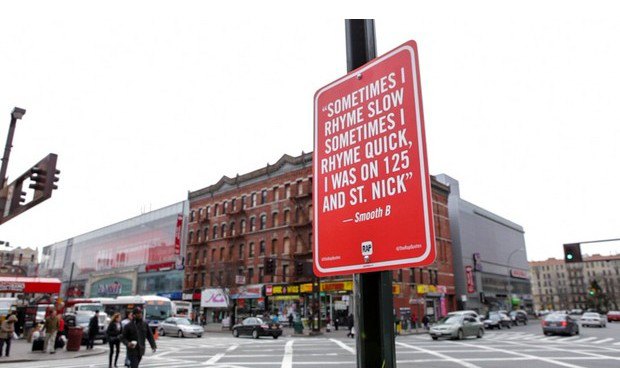 "SOMETIMES I
RHYME SLOW
SOMETIMES I
RHYME QUICK,
I WAS ON 125
AND ST. NICK"
— Smooth B
RAP